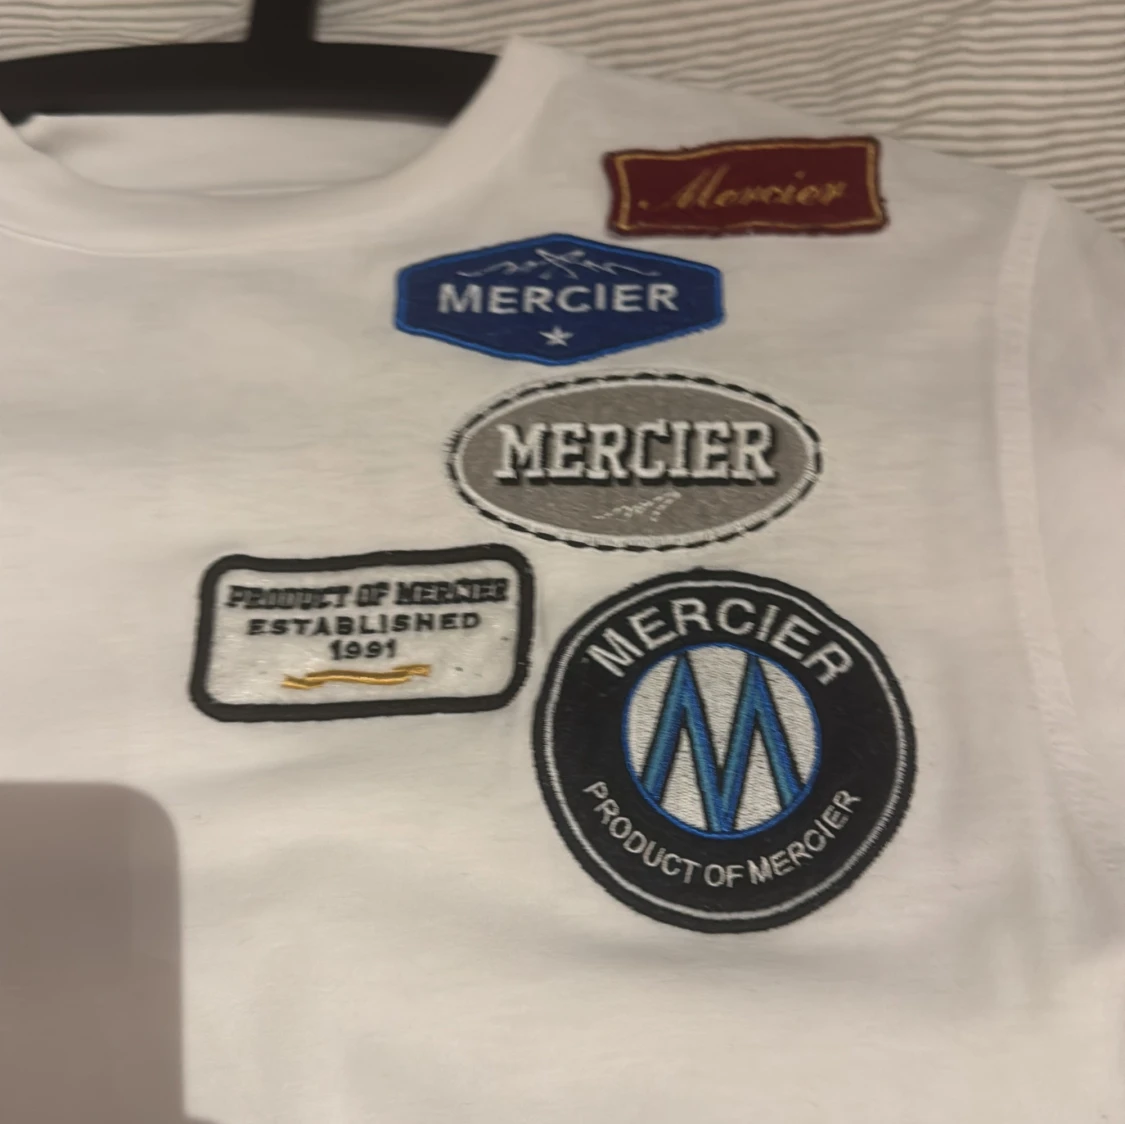 Mercier
MERCIER
MERCIER
PRODUCT OF MERCIER
ESTABLISHED
1991
MERCIER
M
PRODUCT OF MERCIER